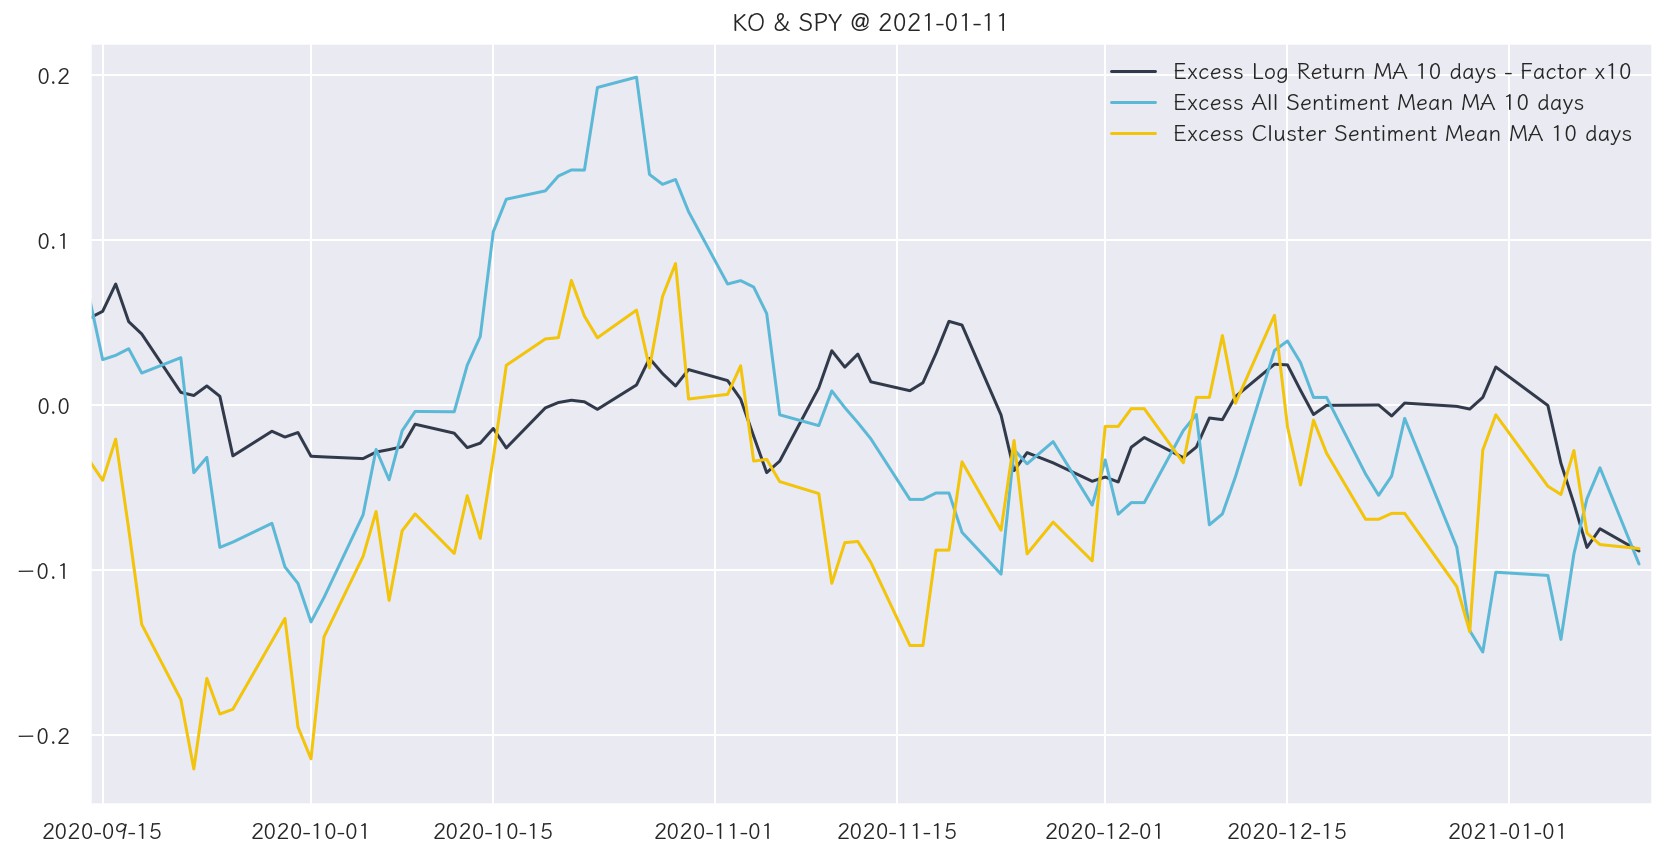 KO & SPY @ 2021-01-11
Excess Log Return MA 10 days - Factor x10
Excess All Sentiment Mean MA 10 days
Excess Cluster Sentiment Mean MA 10 days
0.2
0.1
0.0
−0.1
−0.2
2020-09-15 2020-10-01 2020-10-15 2020-11-01 2020-11-15 2020-12-01 2020-12-15 2021-01-01